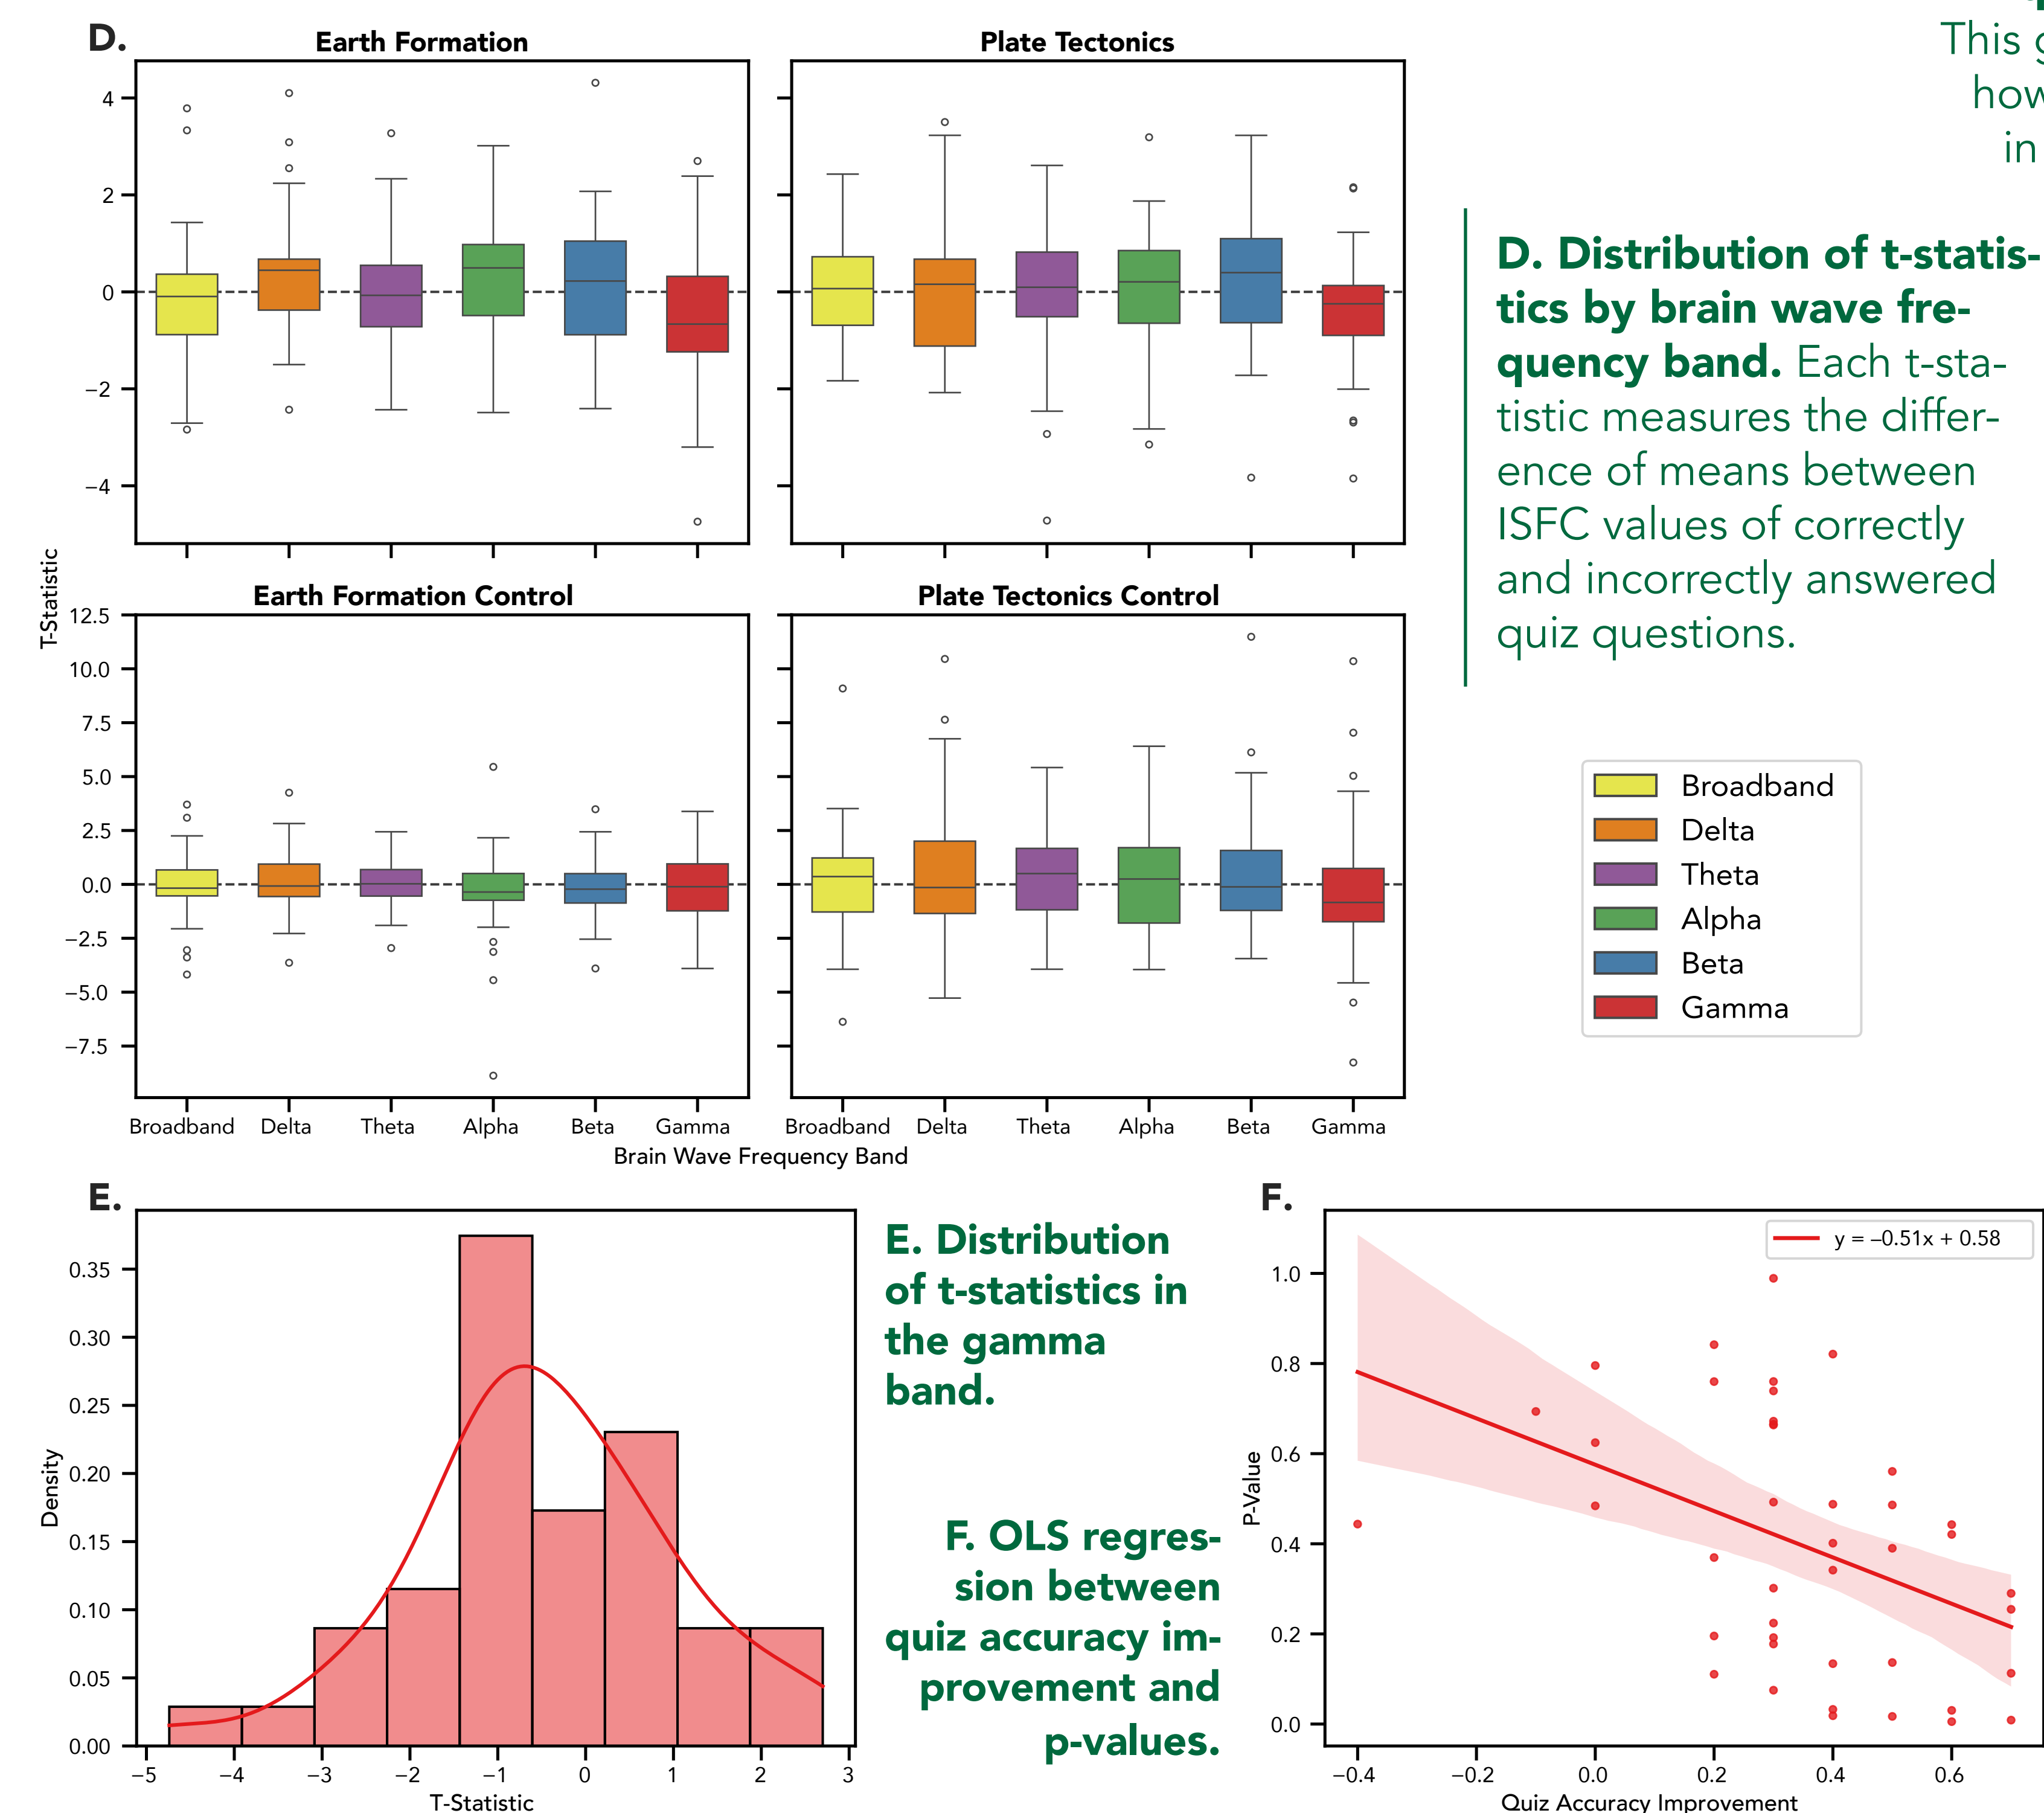 This
how
in
D.
Earth Formation
Plate Tectonics
4
2
0
−2
−4
T-Statistic
Earth Formation Control
Plate Tectonics Control
12.5
10.0
7.5
5.0
2.5
0.0
−2.5
−5.0
−7.5
Broadband Delta Theta Alpha Beta Gamma
Broadband Delta Theta Alpha Beta Gamma
Brain Wave Frequency Band
D. Distribution of t-statis-
tics by brain wave fre-
quency band. Each t-sta-
tistic measures the differ-
ence of means between
ISFC values of correctly
and incorrectly answered
quiz questions.
Broadband
Delta
Theta
Alpha
Beta
Gamma
E.
0.35
0.30
0.25
0.20
0.15
0.10
0.05
0.00
Density
−5 −4 −3 −2 −1 0 1 2 3
T-Statistic
E. Distribution
of t-statistics in
the gamma
band.
F. OLS regres-
sion between
quiz accuracy im-
provement and
p-values.
F.
y = −0.51x + 0.58
1.0
0.8
0.6
0.4
0.2
0.0
P-Value
−0.4 −0.2 0.0 0.2 0.4 0.6
Quiz Accuracy Improvement